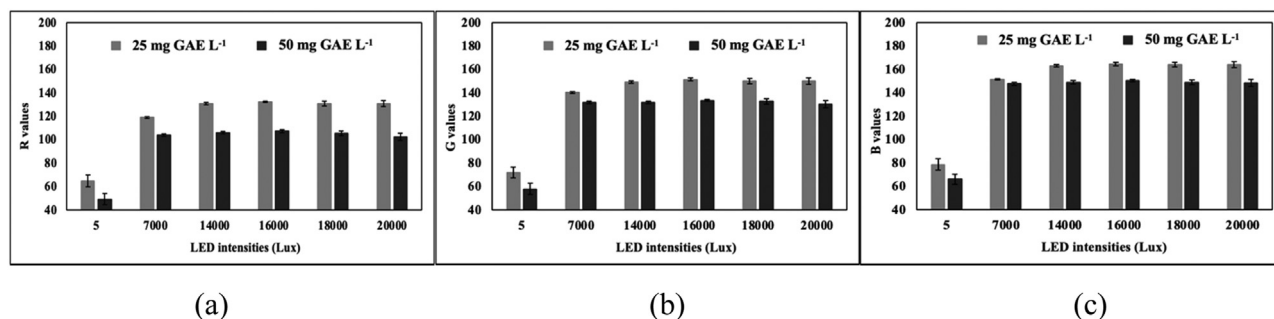 200
180
160
140
120
100
80
60
40
R values
25 mg GAE L-1
50 mg GAE L-1
5 7000 14000 16000 18000 20000
LED intensities (Lux)
(a)
200
180
160
140
120
100
80
60
40
G values
25 mg GAE L-1
50 mg GAE L-1
5 7000 14000 16000 18000 20000
LED intensities (Lux)
(b)
200
180
160
140
120
100
80
60
40
B values
25 mg GAE L-1
50 mg GAE L-1
5 7000 14000 16000 18000 20000
LED intensities (Lux)
(c)